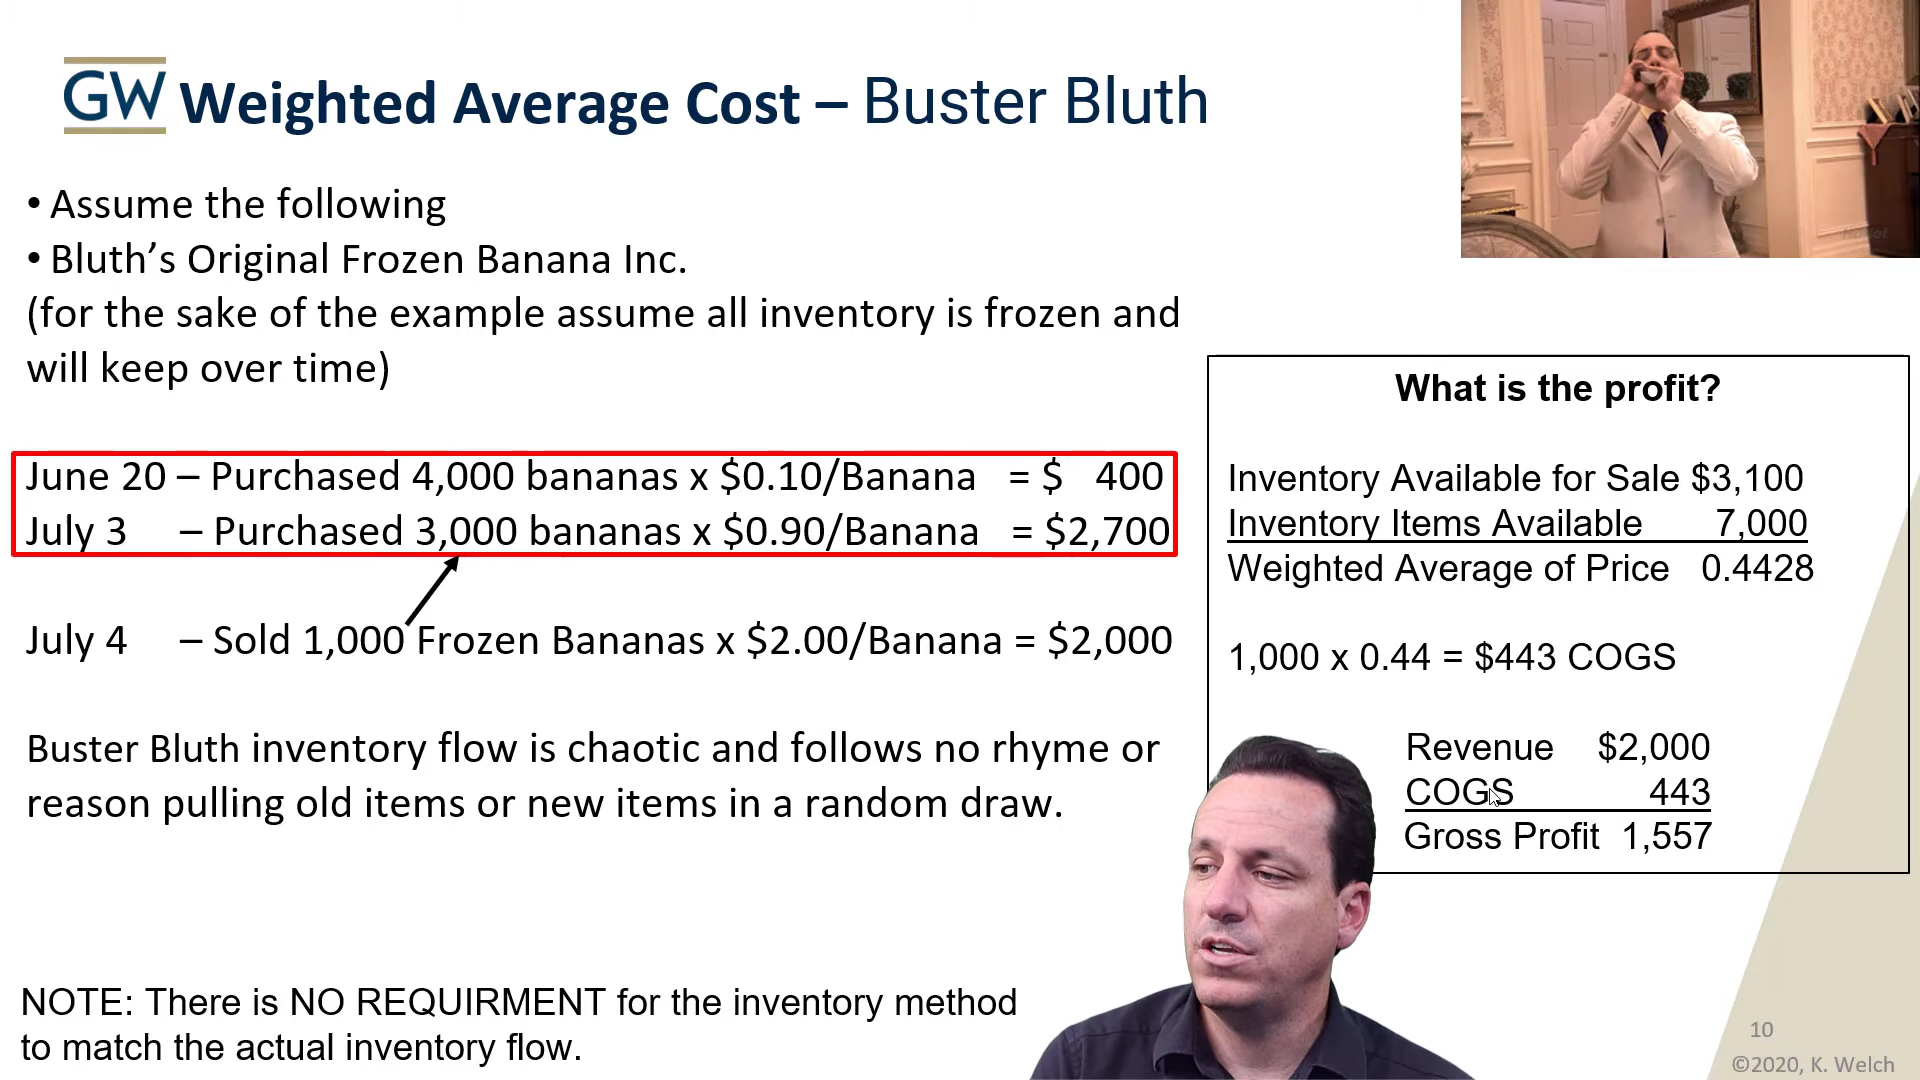 GW Weighted Average Cost – Buster Bluth
• Assume the following
• Bluth’s Original Frozen Banana Inc.
(for the sake of the example assume all inventory is frozen and
will keep over time)
June 20 – Purchased 4,000 bananas x $0.10/Banana = $ 400
July 3 – Purchased 3,000 bananas x $0.90/Banana = $2,700
July 4 – Sold 1,000 Frozen Bananas x $2.00/Banana = $2,000
Buster Bluth inventory flow is chaotic and follows no rhyme or
reason pulling old items or new items in a random draw.
NOTE: There is NO REQUIRMENT for the inventory method
to match the actual inventory flow.
What is the profit?
Inventory Available for Sale $3,100
Inventory Items Available 7,000
Weighted Average of Price 0.4428
1,000 x 0.44 = $443 COGS
Revenue $2,000
COGS 443
Gross Profit 1,557
10
©2020, K. Welch